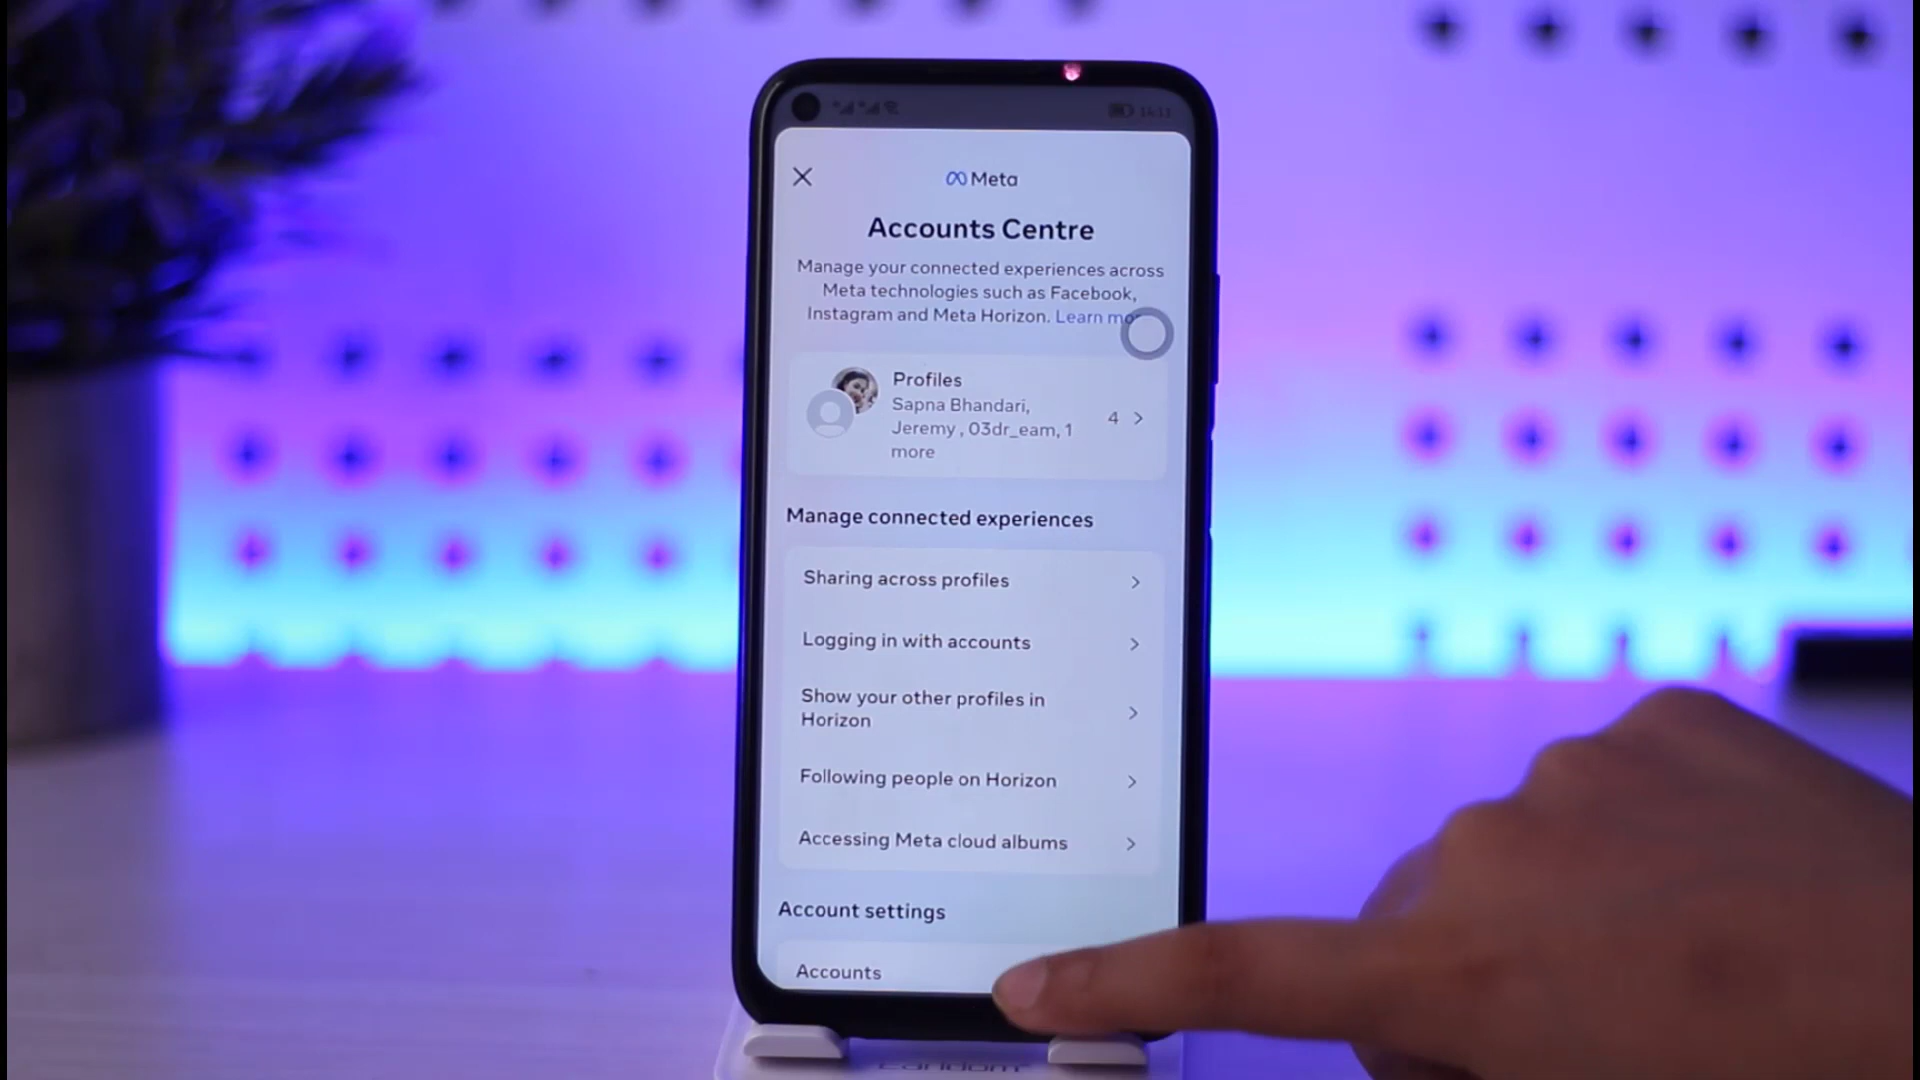 Meta
Accounts Centre
Manage your connected experiences across
Meta technologies such as Facebook,
Instagram and Meta Horizon. Learn
Profiles
Sapna Bhandari,
Jeremy , 03dr_eam, 1
more
4
Manage connected experiences
Sharing across profiles
Logging in with accounts
Show your other profiles in
Horizon
Following people on Horizon
Accessing Meta cloud albums
Account settings
Accounts